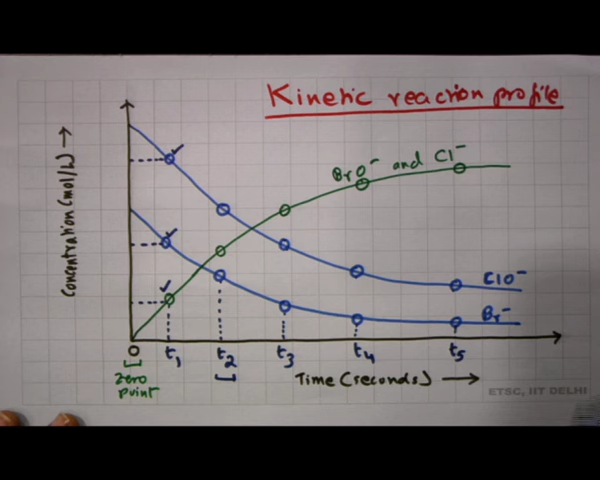 Kinetic reaction profile
Concentration (mol/L) →
BrO⁻ and Cl⁻
ClO⁻
Br⁻
0 t₁ t₂ t₃ t₄ t₅
Zero
point
Time (seconds) →
ETSC, IIT DELHI